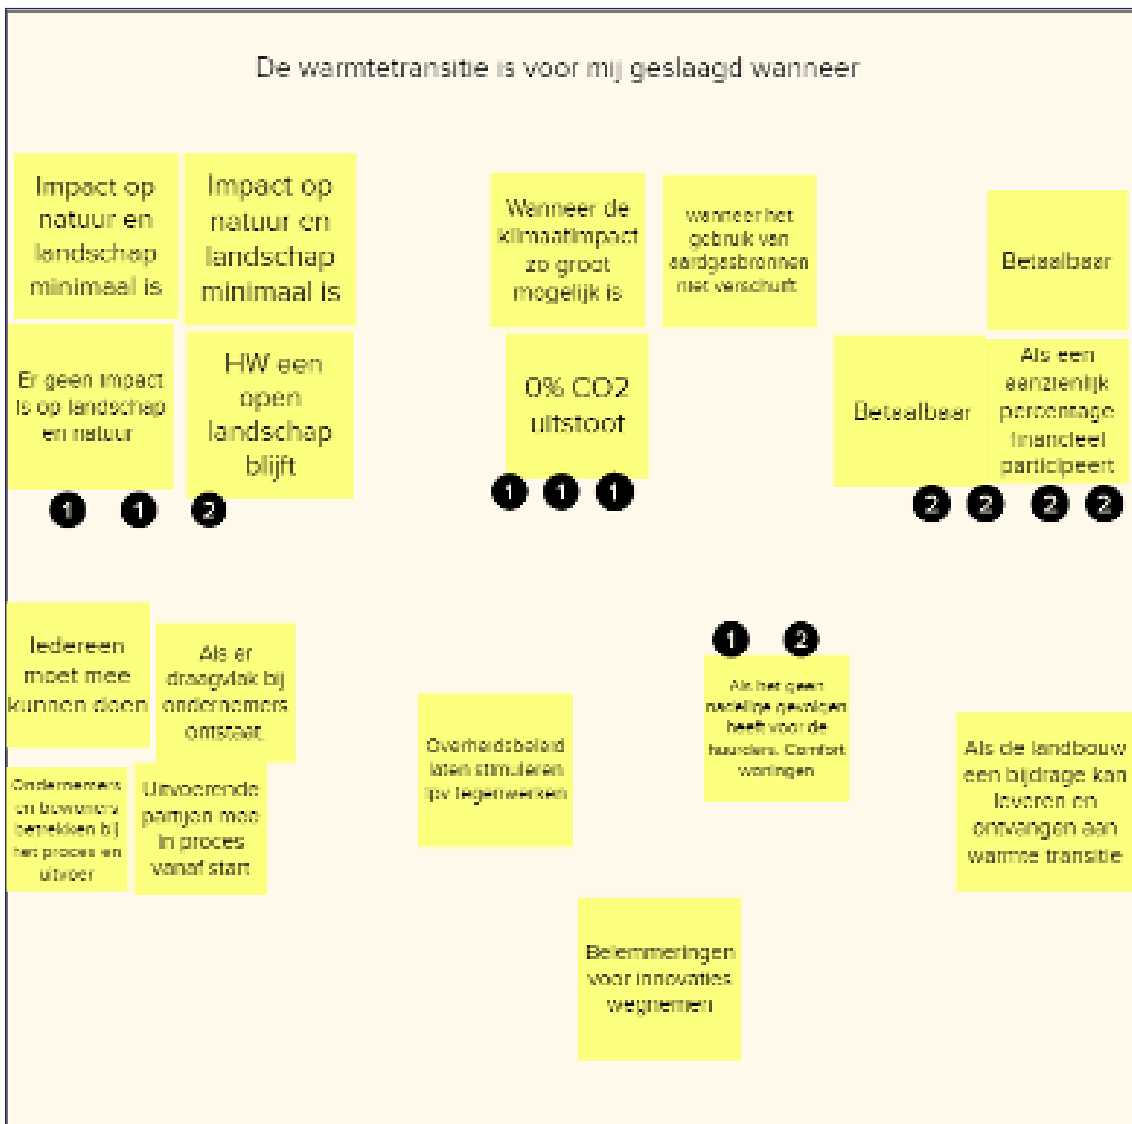 De warmtetransitie is voor mij geslaagd wanneer
Impact op
natuur en
landschap
minimaal is
Impact op
natuur en
landschap
minimaal is
Er geen impact
is op landschap
en natuur
HW een
open
landschap
blijft
1 1 2
Wanneer de
klimaatimpact
zo groot
mogelijk is
wanneer het
gebruik van
aardgasbronnen
niet verschuift
0% CO2
uitstoot
1 1 1
Betaalbaar
Betaalbaar
Als een
aanzienlijk
percentage
financieel
participeert
2 2 2 2
Iedereen
moet mee
kunnen doen
Als er
draagvlak bij
ondernemers
ontstaat
Ondernemers
en bewoners
betrekken bij
het proces en
uitvoer
Uitvoerende
partijen mee
in proces
vanaf start
Overheidsbeleid
laten stimuleren
ipv tegenwerken
1 2
Als het geen
nadelige gevolgen
heeft voor de
huurders. Comfort
woningen
Als de landbouw
een bijdrage kan
leveren en
ontvangen aan
warmte transitie
Belemmeringen
voor innovaties
wegnemen